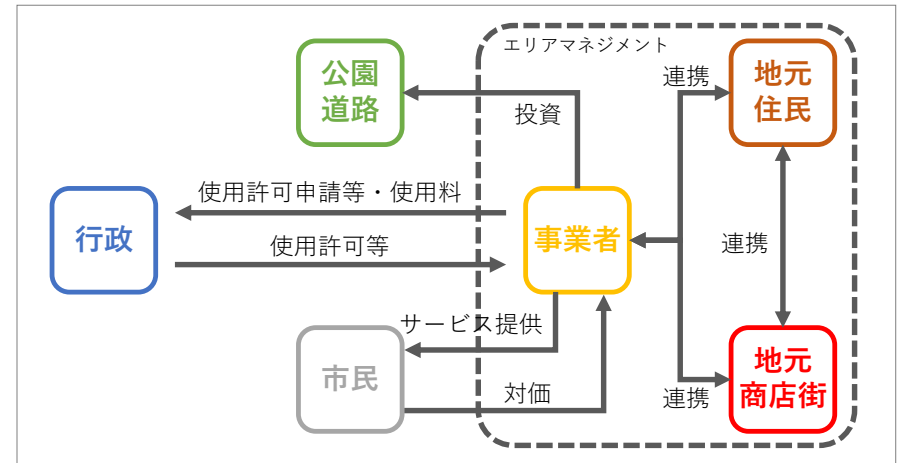 エリアマネジメント
公園
道路
投資
連携
地元
住民
使用許可申請等・使用料
行政
使用許可等
事業者
連携
サービス提供
市民
対価
連携
地元
商店街